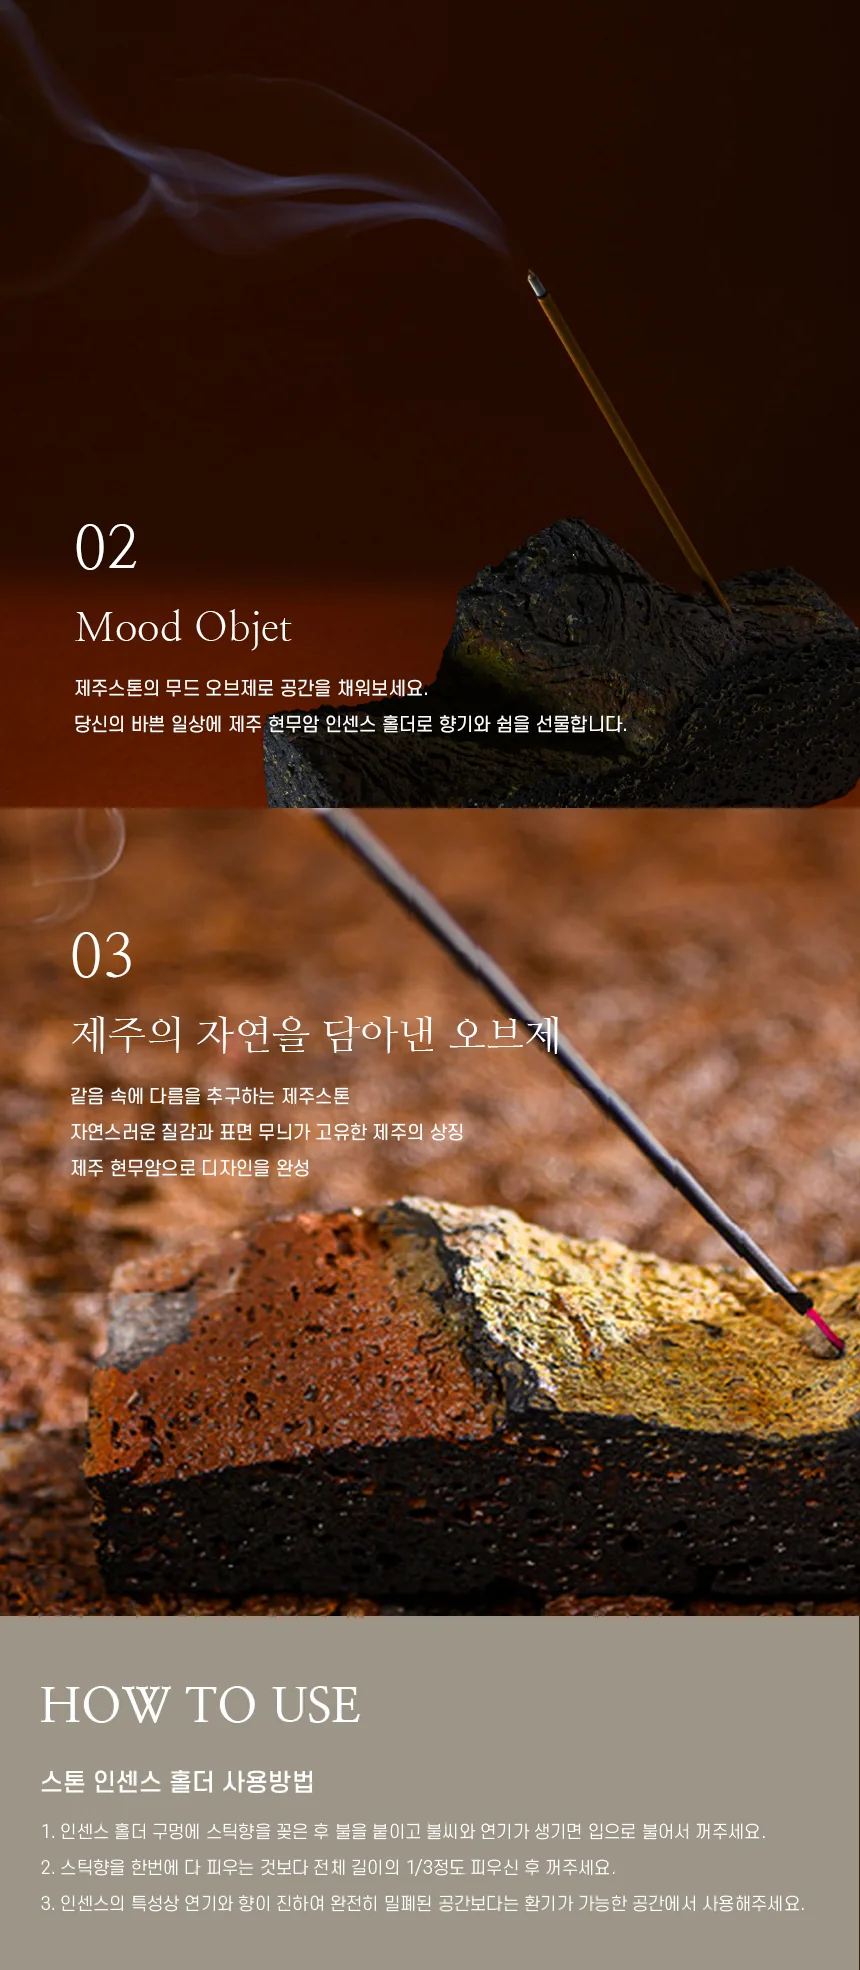 02
Mood Objet
제주스톤의 무드 오브제로 공간을 채워보세요.
당신의 바쁜 일상에 제주 현무암 인센스 홀더로 향기와 쉼을 선물합니다.
03
제주의 자연을 담아낸 오브제
같음 속에 다름을 추구하는 제주스톤
자연스러운 질감과 표면 무늬가 고유한 제주의 상징
제주 현무암으로 디자인을 완성
HOW TO USE
스톤 인센스 홀더 사용방법
1. 인센스 홀더 구멍에 스틱향을 꽂은 후 불을 붙이고 불씨와 연기가 생기면 입으로 불어서 꺼주세요.
2. 스틱향을 한번에 다 피우는 것보다 전체 길이의 1/3정도 피우신 후 꺼주세요.
3. 인센스의 특성상 연기와 향이 진하여 완전히 밀폐된 공간보다는 환기가 가능한 공간에서 사용해주세요.